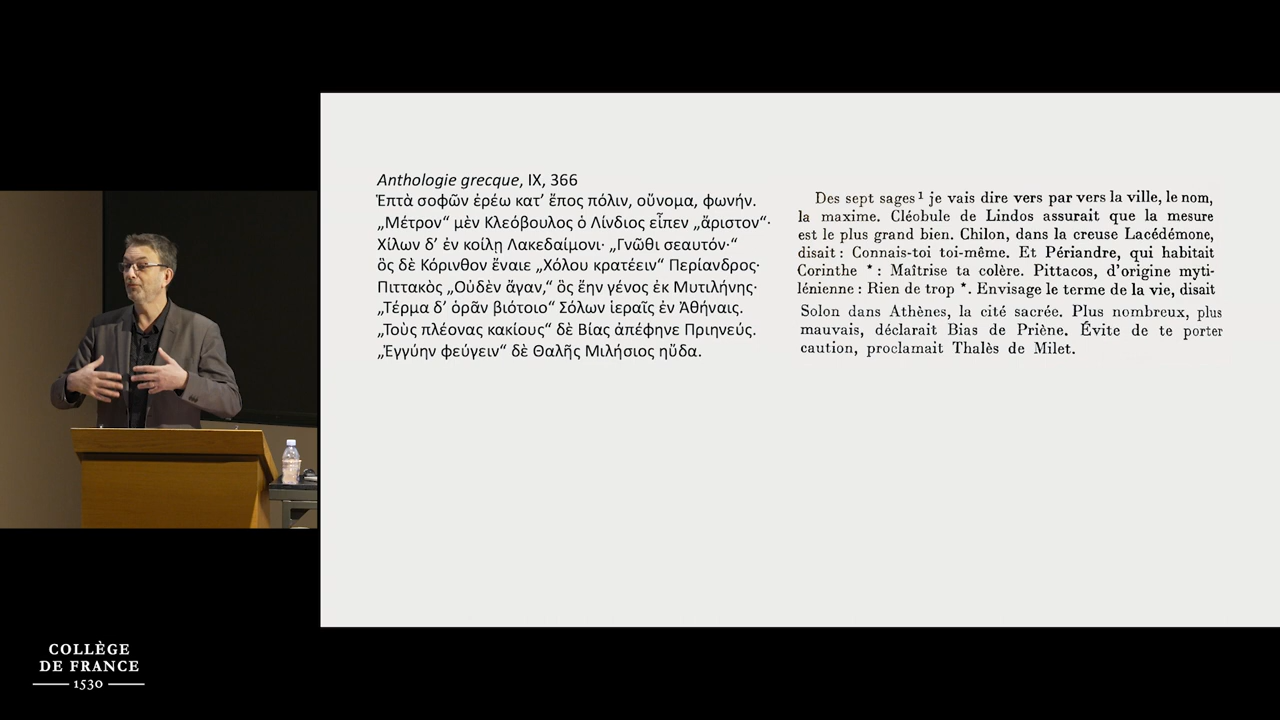 Anthologie grecque, IX, 366
Ἑπτὰ σοφῶν ἐρέω κατ’ ἔπος πόλιν, οὔνομα, φωνήν.
„Μέτρον“ μὲν Κλεόβουλος ὁ Λίνδιος εἶπεν „ἄριστον“·
Χίλων δ’ ἐν κοίλῃ Λακεδαίμονι· „Γνῶθι σεαυτόν·“
ὃς δὲ Κόρινθον ἔναιε „Χόλου κρατέειν“ Περίανδρος·
Πιττακὸς „Οὐδὲν ἄγαν,“ ὃς ἔην γένος ἐκ Μυτιλήνης·
„Τέρμα δ’ ὁρᾶν βιότοιο“ Σόλων ἱεραῖς ἐν Ἀθήναις.
„Τοὺς πλέονας κακίους“ δὲ Βίας ἀπέφηνε Πριηνεύς.
„Ἐγγύην φεύγειν“ δὲ Θαλῆς Μιλήσιος ηὔδα.
Des sept sages¹ je vais dire vers par vers la ville, le nom,
la maxime. Cléobule de Lindos assurait que la mesure
est le plus grand bien. Chilon, dans la creuse Lacédémone,
disait : Connais-toi toi-même. Et Périandre, qui habitait
Corinthe * : Maîtrise ta colère. Pittacos, d'origine myti-
lénienne : Rien de trop *. Envisage le terme de la vie, disait
Solon dans Athènes, la cité sacrée. Plus nombreux, plus
mauvais, déclarait Bias de Priène. Évite de te porter
caution, proclamait Thalès de Milet.
COLLÈGE
DE FRANCE
1530